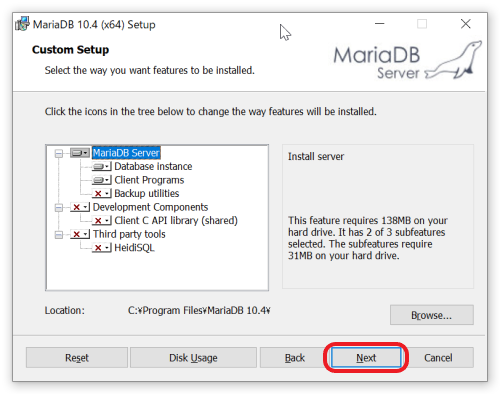 MariaDB 10.4 (x64) Setup
Custom Setup
Select the way you want features to be installed.
MariaDB
Server
Click the icons in the tree below to change the way features will be installed.
MariaDB Server
Database instance
Client Programs
Backup utilities
Development Components
Client C API library (shared)
Third party tools
HeidiSQL
Install server
This feature requires 138MB on your
hard drive. It has 2 of 3 subfeatures
selected. The subfeatures require
31MB on your hard drive.
Location: C:¥Program Files¥MariaDB 10.4¥
Browse...
Reset Disk Usage Back Next Cancel